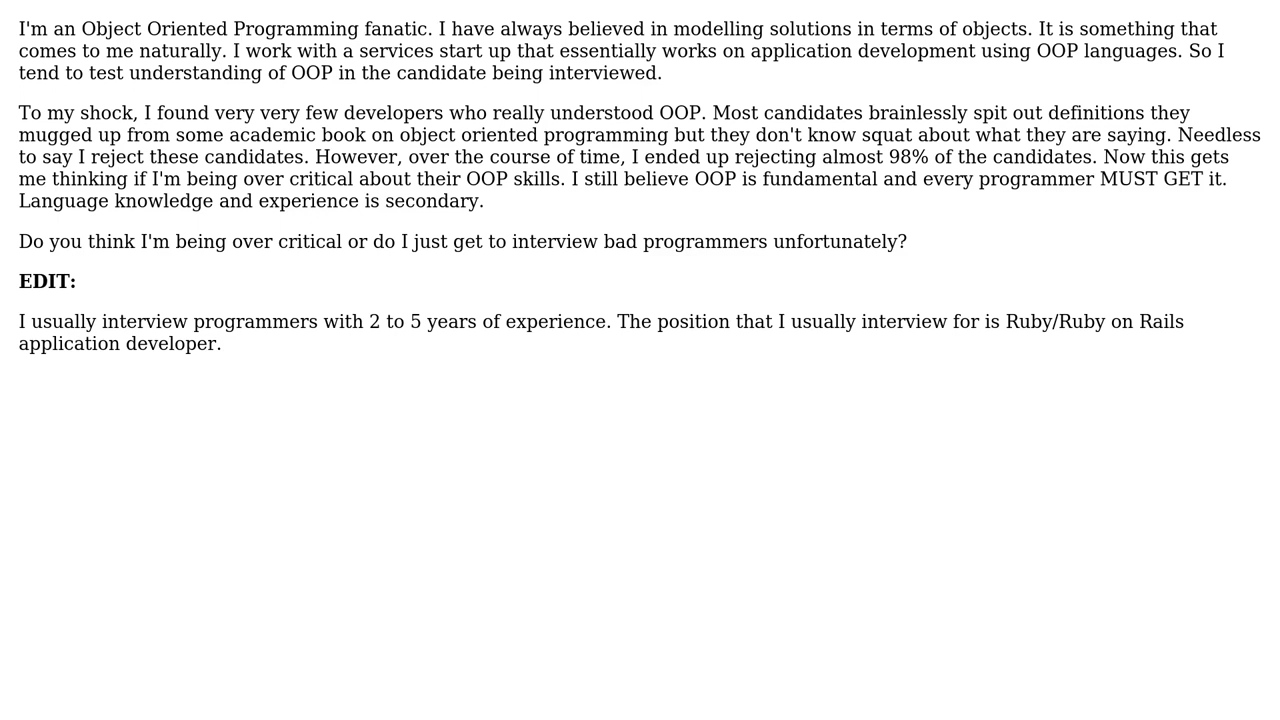 I'm an Object Oriented Programming fanatic. I have always believed in modelling solutions in terms of objects. It is something that
comes to me naturally. I work with a services start up that essentially works on application development using OOP languages. So I
tend to test understanding of OOP in the candidate being interviewed.
To my shock, I found very very few developers who really understood OOP. Most candidates brainlessly spit out definitions they
mugged up from some academic book on object oriented programming but they don't know squat about what they are saying. Needless
to say I reject these candidates. However, over the course of time, I ended up rejecting almost 98% of the candidates. Now this gets
me thinking if I'm being over critical about their OOP skills. I still believe OOP is fundamental and every programmer MUST GET it.
Language knowledge and experience is secondary.
Do you think I'm being over critical or do I just get to interview bad programmers unfortunately?
EDIT:
I usually interview programmers with 2 to 5 years of experience. The position that I usually interview for is Ruby/Ruby on Rails
application developer.